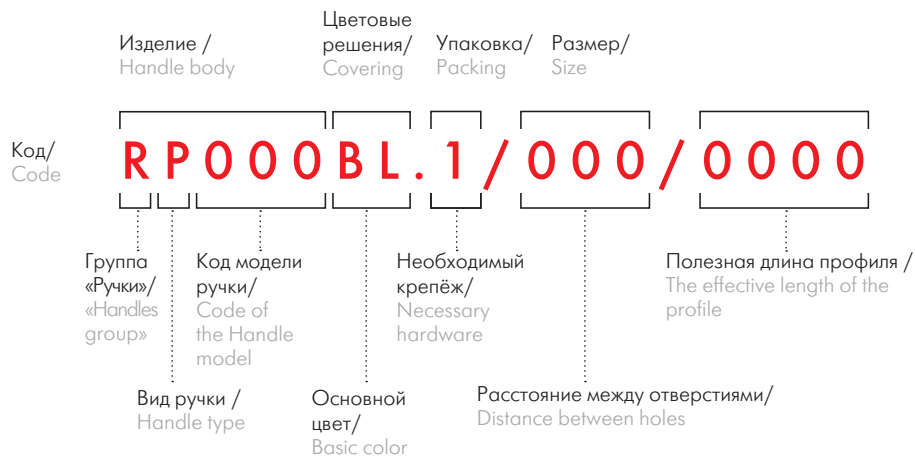 Изделие /
Handle body
Цветовые
решения/
Covering
Упаковка/
Packing
Размер/
Size
Код/
Code
RP000BL.1/000/0000
Группа
«Ручки»/
«Handles
group»
Код модели
ручки/
Code of
the Handle
model
Необходимый
крепёж/
Necessary
hardware
Полезная длина профиля /
The effective length of the
profile
Вид ручки /
Handle type
Основной
цвет/
Basic color
Расстояние между отверстиями/
Distance between holes